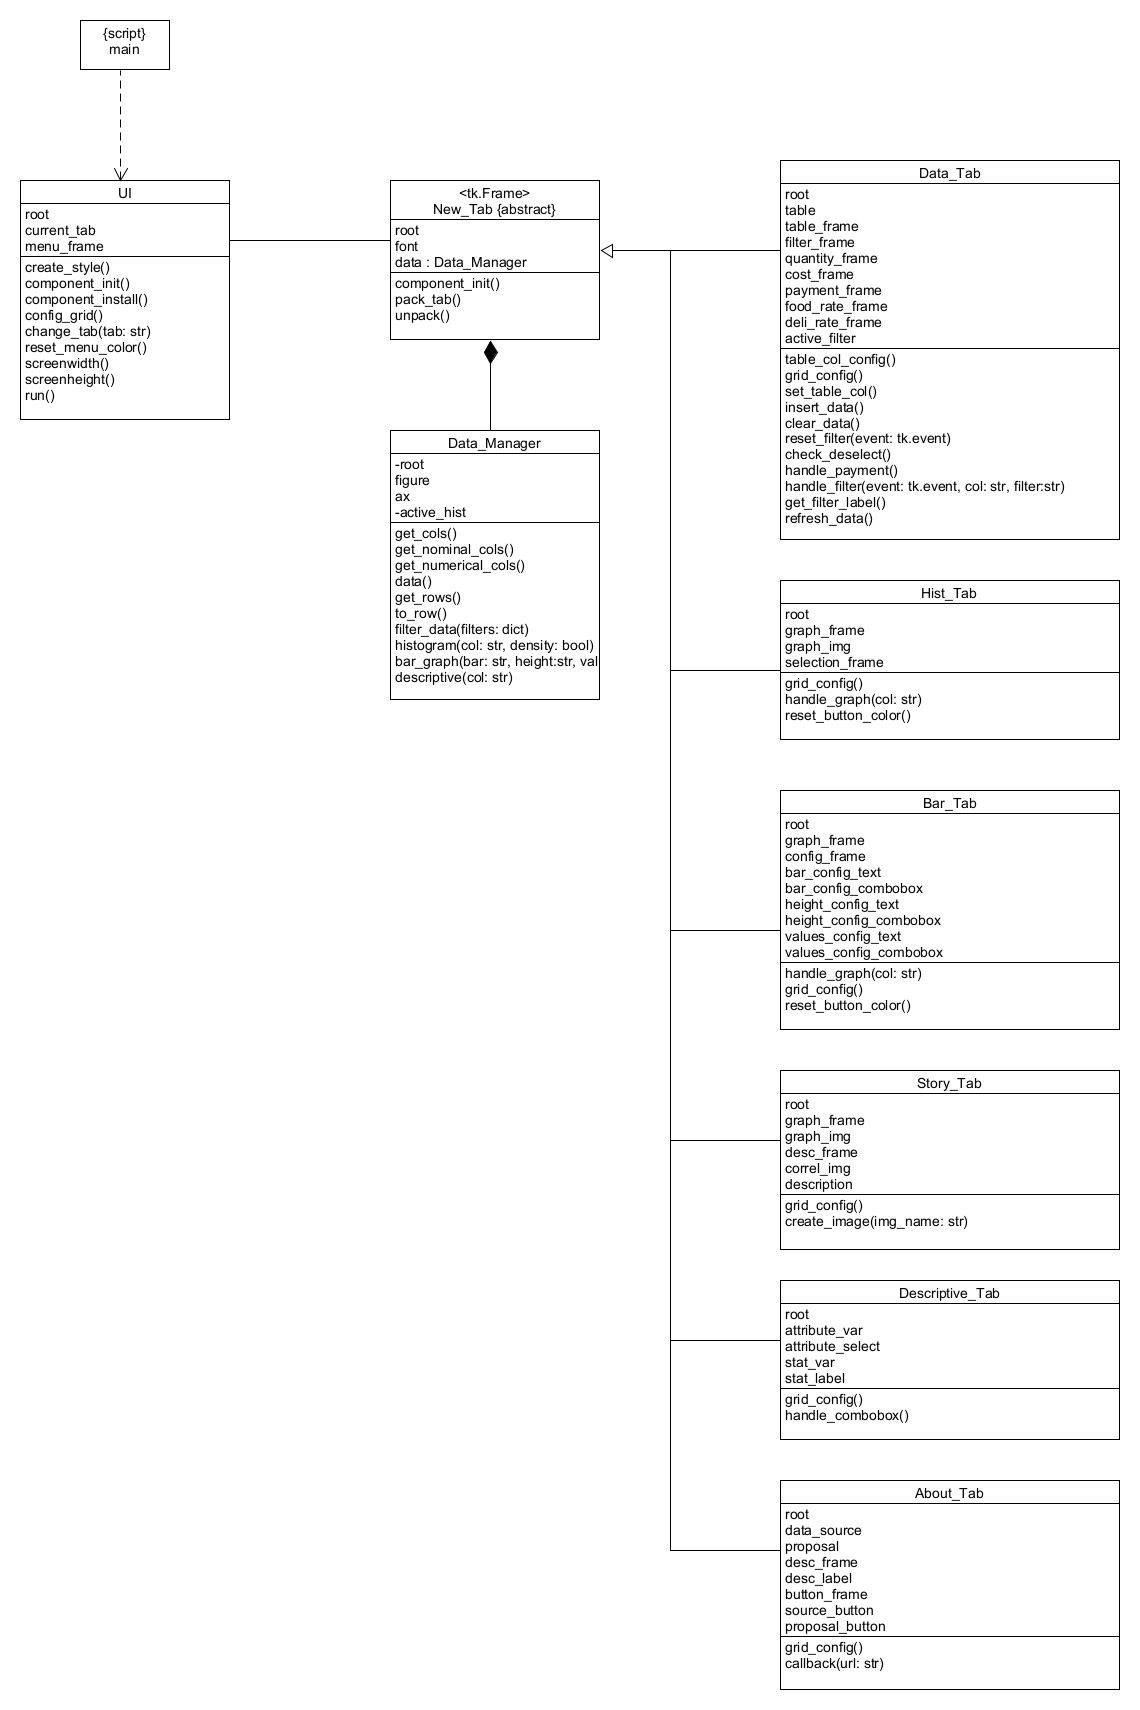 {script}
main
UI
root
current_tab
menu_frame
create_style()
component_init()
component_install()
config_grid()
change_tab(tab: str)
reset_menu_color()
screenwidth()
screenheight()
run()
<tk.Frame>
New_Tab {abstract}
root
font
data : Data_Manager
component_init()
pack_tab()
unpack()
Data_Manager
-root
figure
ax
-active_hist
get_cols()
get_nominal_cols()
get_numerical_cols()
data()
get_rows()
to_row()
filter_data(filters: dict)
histogram(col: str, density: bool)
bar_graph(bar: str, height:str, val
descriptive(col: str)
Data_Tab
root
table
table_frame
filter_frame
quantity_frame
cost_frame
payment_frame
food_rate_frame
deli_rate_frame
active_filter
table_col_config()
grid_config()
set_table_col()
insert_data()
clear_data()
reset_filter(event: tk.event)
check_deselect()
handle_payment()
handle_filter(event: tk.event, col: str, filter:str)
get_filter_label()
refresh_data()
Hist_Tab
root
graph_frame
graph_img
selection_frame
grid_config()
handle_graph(col: str)
reset_button_color()
Bar_Tab
root
graph_frame
config_frame
bar_config_text
bar_config_combobox
height_config_text
height_config_combobox
values_config_text
values_config_combobox
handle_graph(col: str)
grid_config()
reset_button_color()
Story_Tab
root
graph_frame
graph_img
desc_frame
correl_img
description
grid_config()
create_image(img_name: str)
Descriptive_Tab
root
attribute_var
attribute_select
stat_var
stat_label
grid_config()
handle_combobox()
About_Tab
root
data_source
proposal
desc_frame
desc_label
button_frame
source_button
proposal_button
grid_config()
callback(url: str)